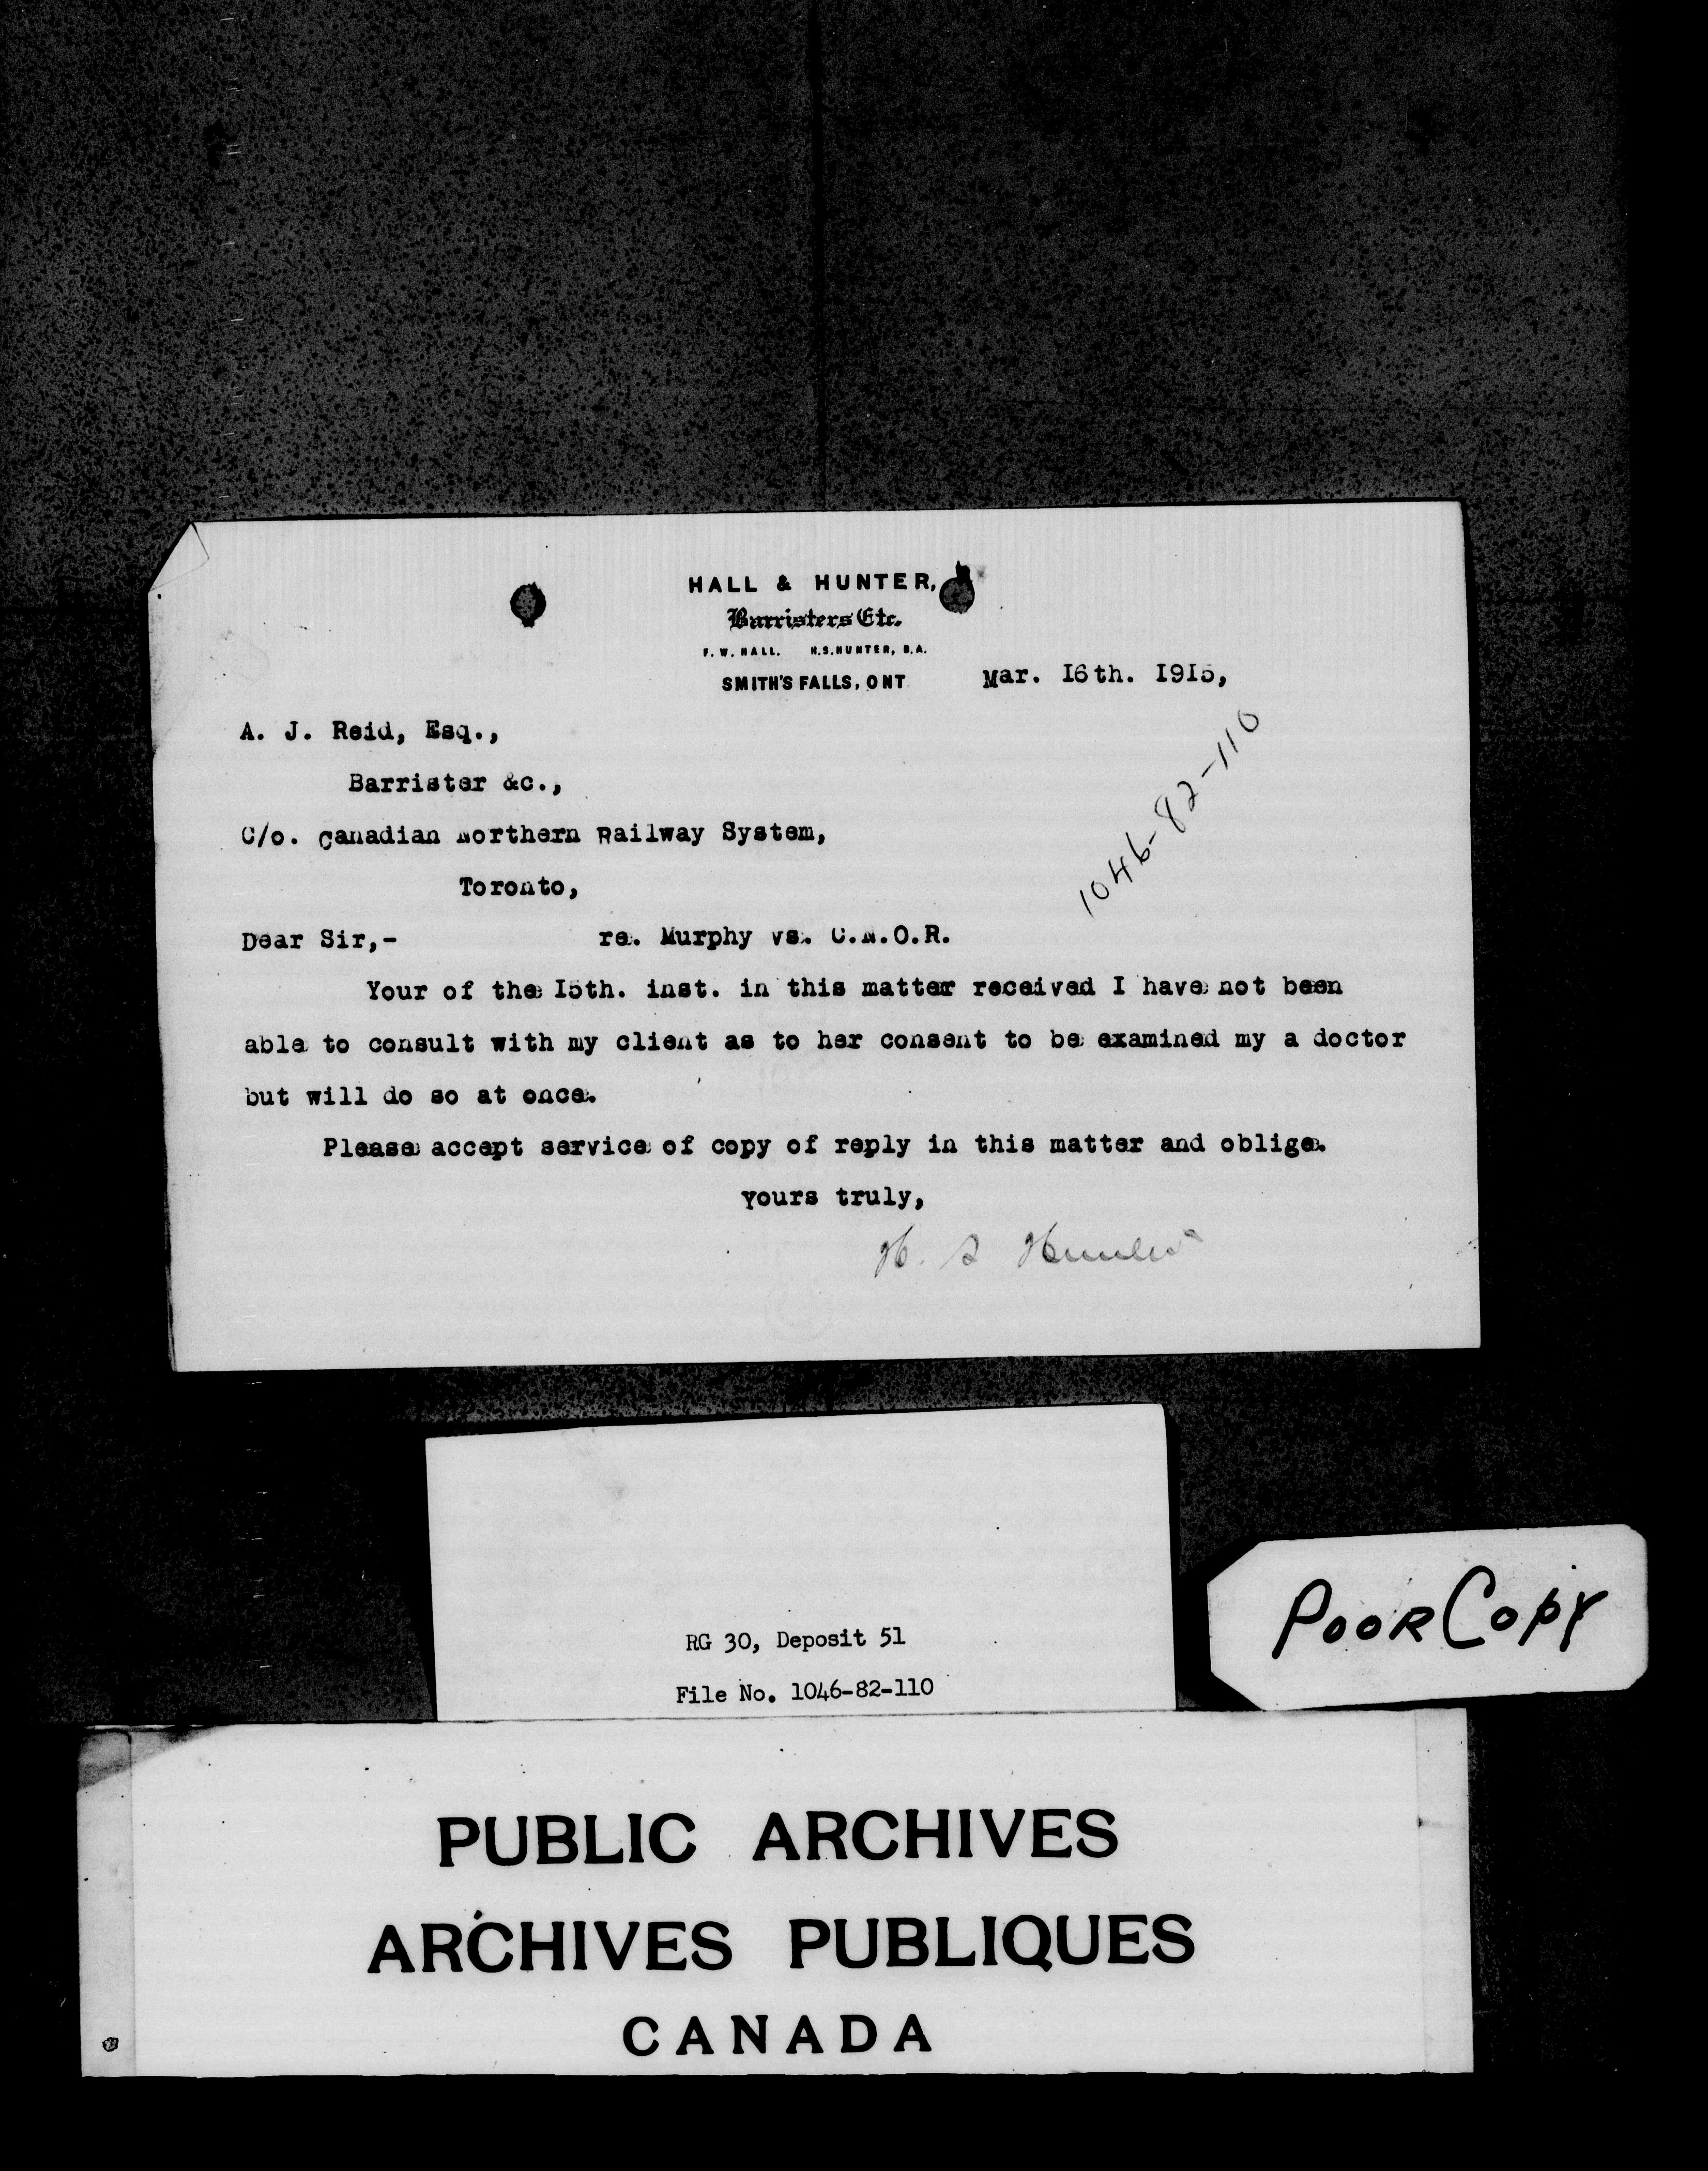 HALL & HUNTER,
Barristers Etc.
F. W. HALL. H.S. HUNTER, B.A.
SMITH'S FALLS, ONT
Mar. I6th. I9I5,
1046-82-110
A. J. Reid, Esq.,
Barrister &c.,
C/o. Canadian Northern Railway System,
Toronto,
Dear Sir,- re. Murphy vs. C.N.O.R.
Your of the I5th. inst. in this matter received I have not been
able to consult with my client as to her consent to be examined my a doctor
but will do so at once.
Please accept service of copy of reply in this matter and oblige.
Yours truly,
H. S Hunter
RG 30, Deposit 51
File No. 1046-82-110
POOR COPY
PUBLIC ARCHIVES
ARCHIVES PUBLIQUES
CANADA